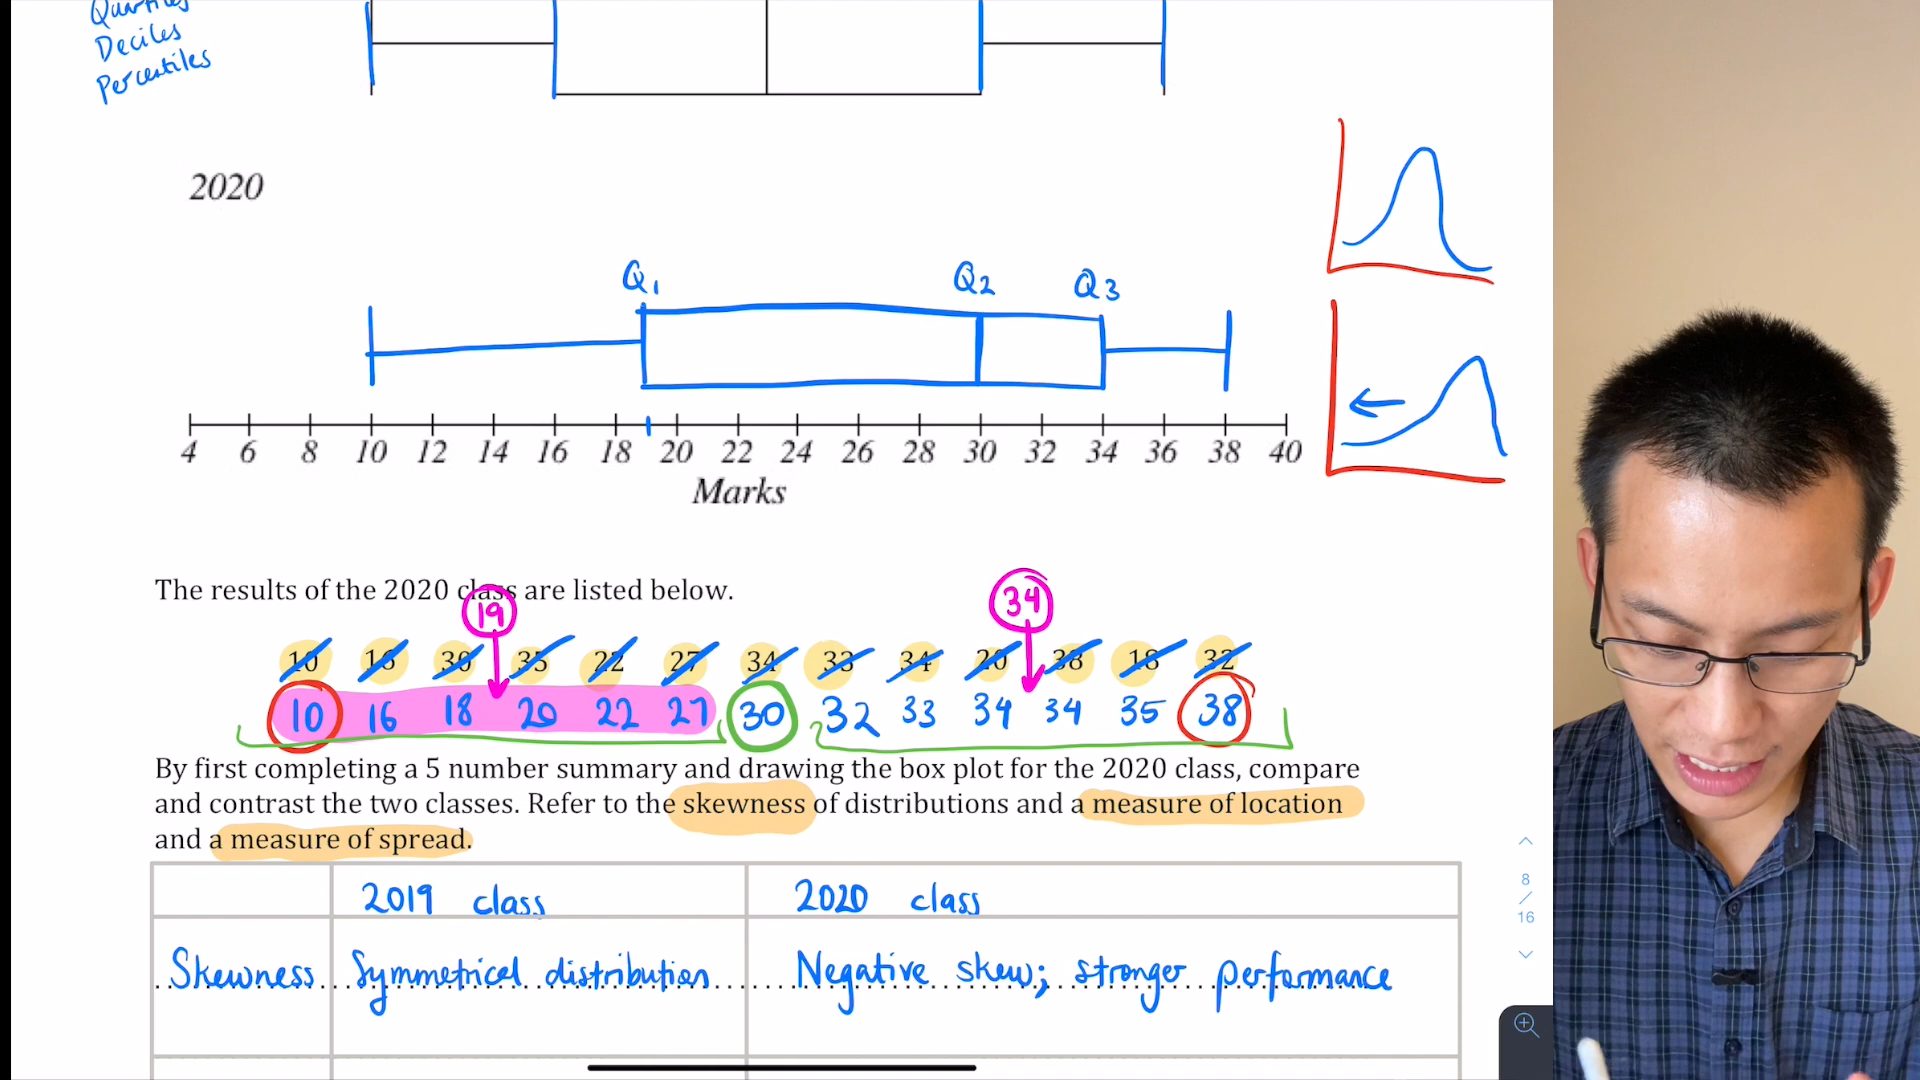 Quartiles
Deciles
Percentiles
2020
Q1 Q2 Q3
4 6 8 10 12 14 16 18 20 22 24 26 28 30 32 34 36 38 40
Marks
The results of the 2020 class are listed below.
19 34
10 16 30 35 22 27 34 33 34 20 38 18 32
10 16 18 20 22 27 30 32 33 34 34 35 38
By first completing a 5 number summary and drawing the box plot for the 2020 class, compare
and contrast the two classes. Refer to the skewness of distributions and a measure of location
and a measure of spread.
2019 class 2020 class
Skewness Symmetrical distribution Negative skew; stronger performance
8
/
16